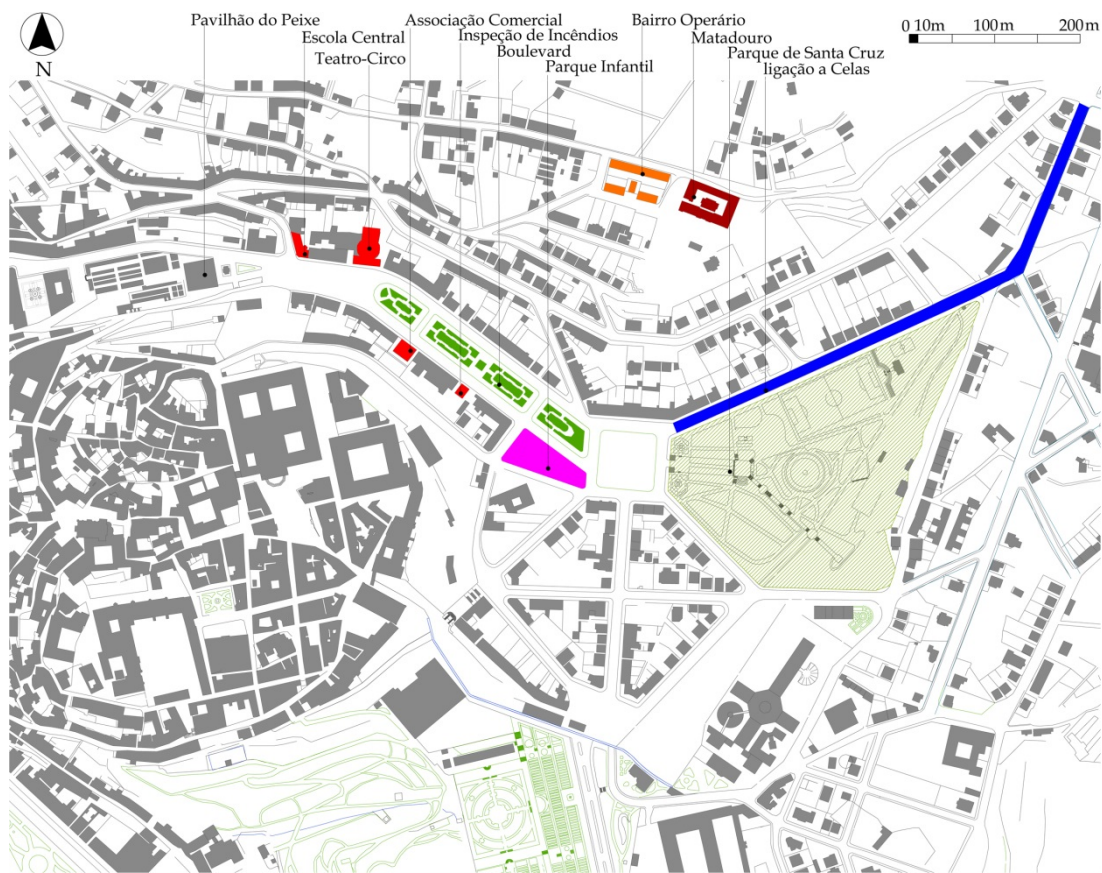 Pavilhão do Peixe
Associação Comercial
Bairro Operário
0 10m 100m 200m
Escola Central
Inspeção de Incêndios
Matadouro
Teatro-Circo
Boulevard
Parque de Santa Cruz
Parque Infantil
ligação a Celas
N